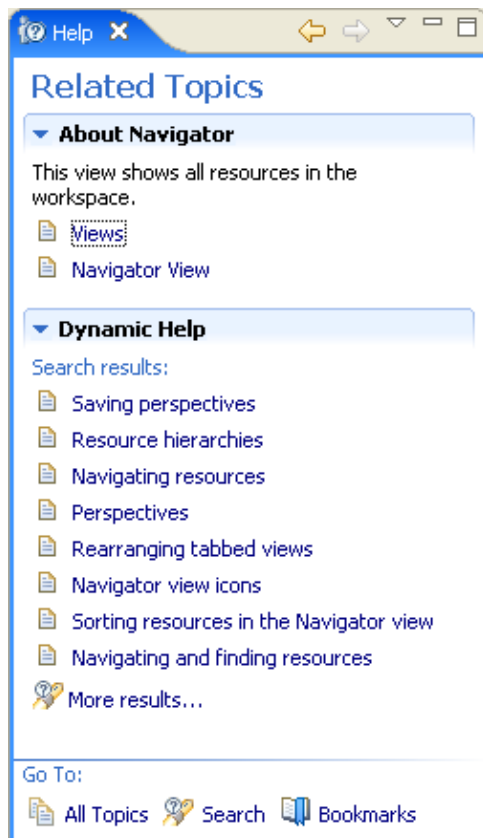 Help
Related Topics
About Navigator
This view shows all resources in the
workspace.
Views
Navigator View
Dynamic Help
Search results:
Saving perspectives
Resource hierarchies
Navigating resources
Perspectives
Rearranging tabbed views
Navigator view icons
Sorting resources in the Navigator view
Navigating and finding resources
More results...
Go To:
All Topics Search Bookmarks